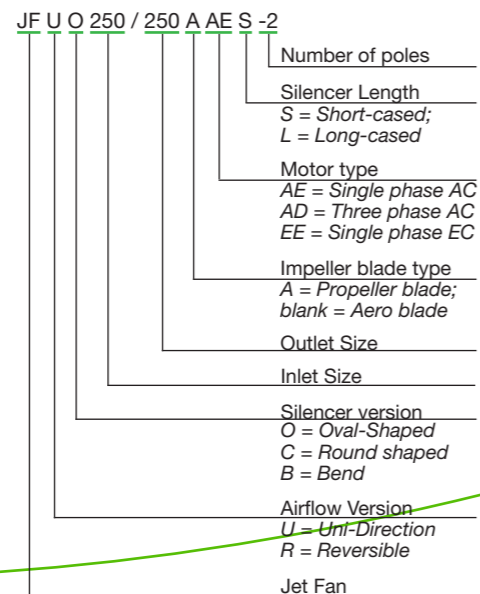 JF U O 250 / 250 A AE S -2
Number of poles
Silencer Length
S = Short-cased;
L = Long-cased
Motor type
AE = Single phase AC
AD = Three phase AC
EE = Single phase EC
Impeller blade type
A = Propeller blade;
blank = Aero blade
Outlet Size
Inlet Size
Silencer version
O = Oval-Shaped
C = Round shaped
B = Bend
Airflow Version
U = Uni-Direction
R = Reversible
Jet Fan